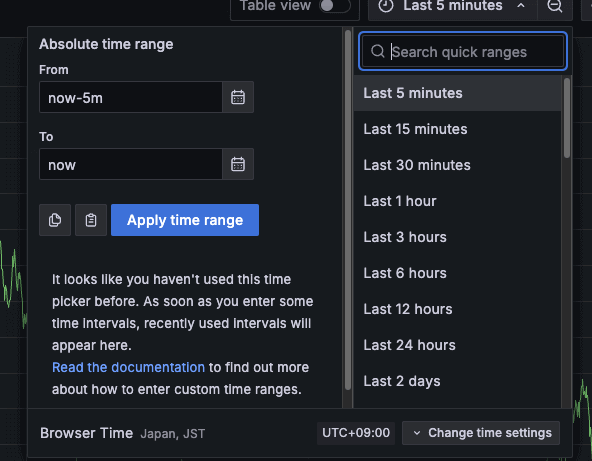 Table view
Last 5 minutes
Absolute time range
From
now-5m
To
now
Apply time range
It looks like you haven't used this time
picker before. As soon as you enter some
time intervals, recently used intervals will
appear here.
Read the documentation to find out more
about how to enter custom time ranges.
Search quick ranges
Last 5 minutes
Last 15 minutes
Last 30 minutes
Last 1 hour
Last 3 hours
Last 6 hours
Last 12 hours
Last 24 hours
Last 2 days
Browser Time Japan, JST
UTC+09:00
Change time settings